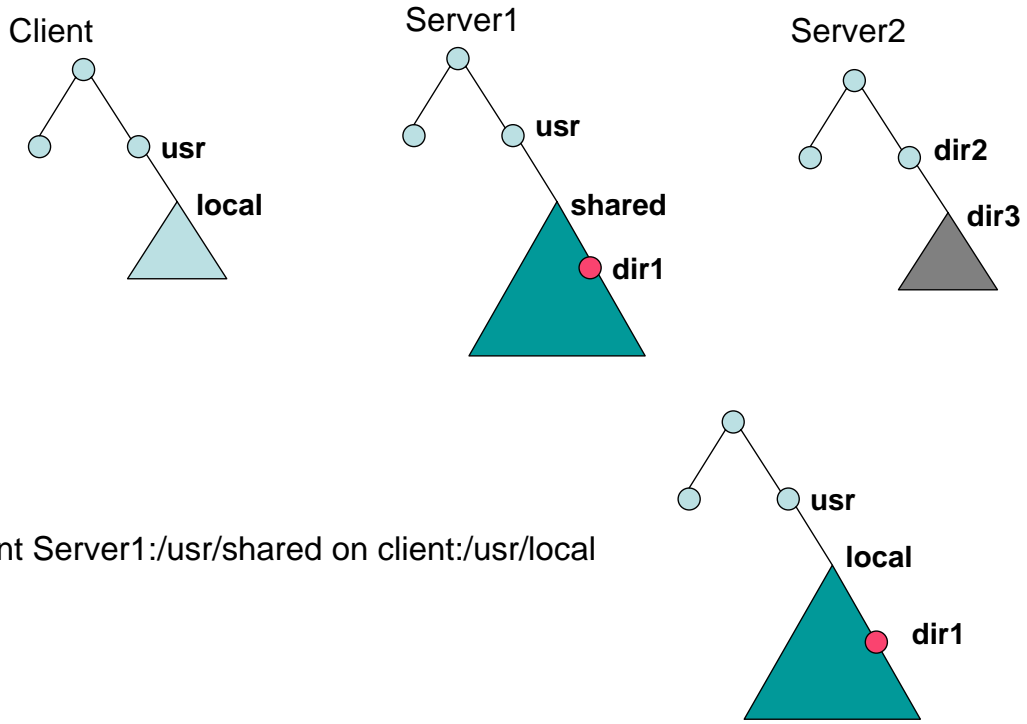 Client
Server1
Server2
usr
local
usr
shared
dir1
dir2
dir3
nt Server1:/usr/shared on client:/usr/local
usr
local
dir1